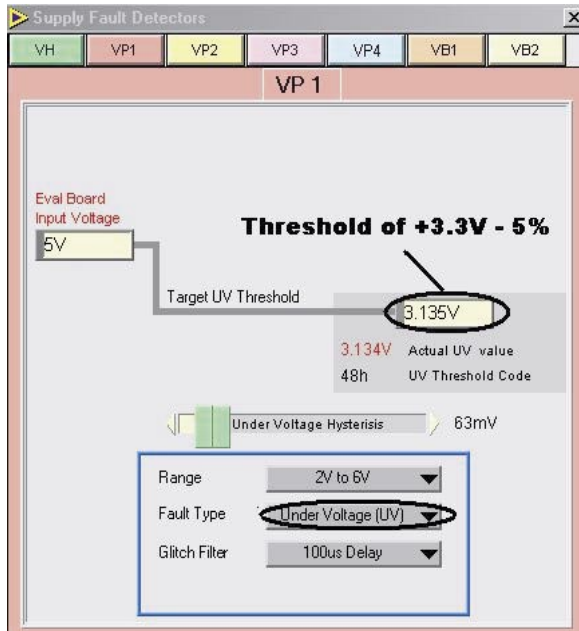 Supply Fault Detectors
VH VP1 VP2 VP3 VP4 VB1 VB2
VP 1
Eval Board
Input Voltage
5V
Threshold of +3.3V - 5%
Target UV Threshold
3.135V
3.134V Actual UV value
48h UV Threshold Code
Under Voltage Hysterisis 63mV
Range 2V to 6V
Fault Type Under Voltage (UV)
Glitch Filter 100us Delay